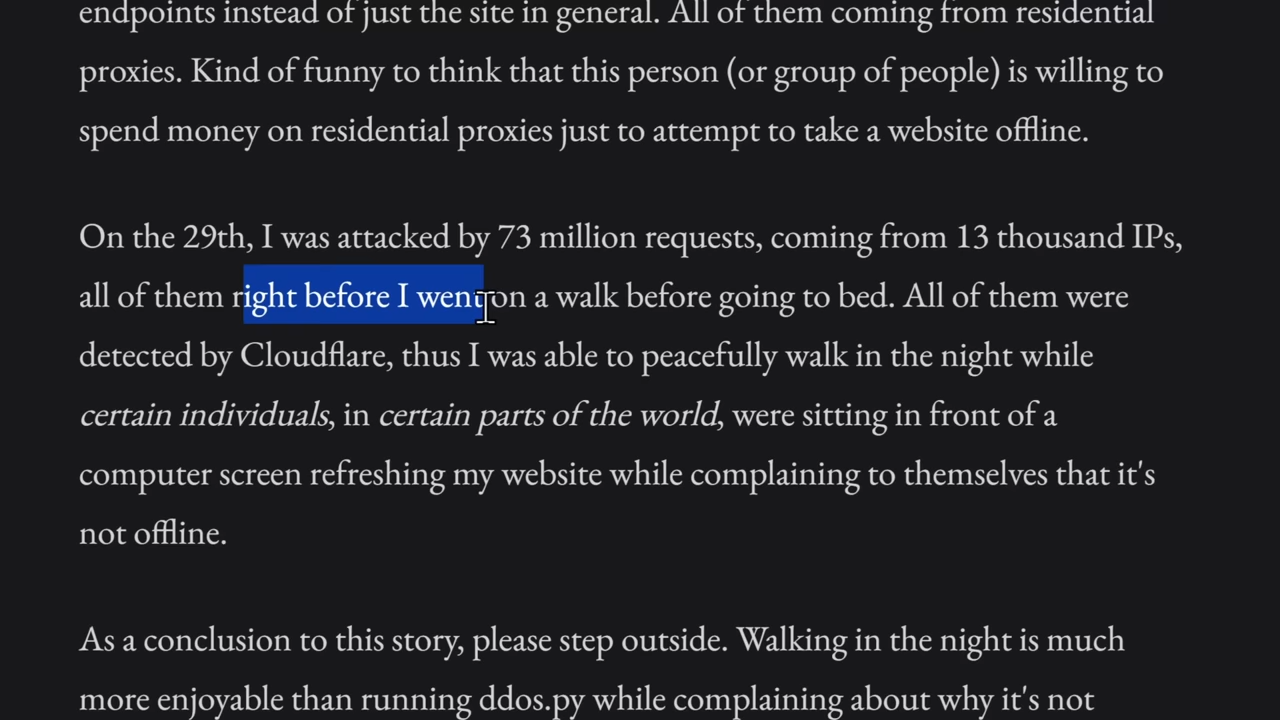 endpoints instead of just the site in general. All of them coming from residential
proxies. Kind of funny to think that this person (or group of people) is willing to
spend money on residential proxies just to attempt to take a website offline.
On the 29th, I was attacked by 73 million requests, coming from 13 thousand IPs,
all of them right before I went on a walk before going to bed. All of them were
detected by Cloudflare, thus I was able to peacefully walk in the night while
certain individuals, in certain parts of the world, were sitting in front of a
computer screen refreshing my website while complaining to themselves that it's
not offline.
As a conclusion to this story, please step outside. Walking in the night is much
more enjoyable than running ddos.py while complaining about why it's not